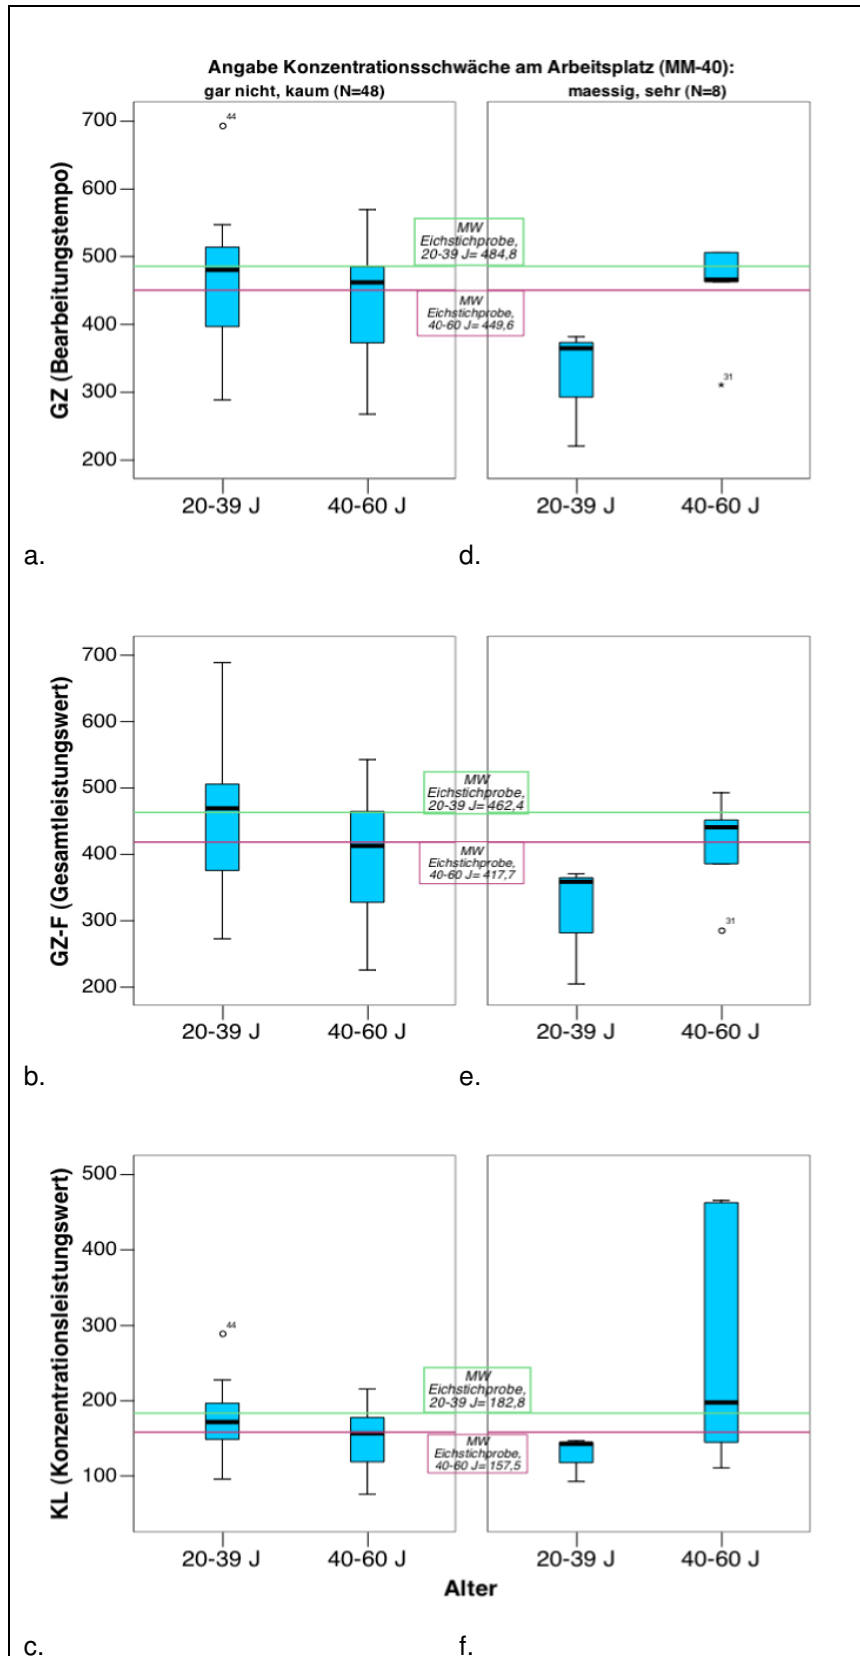 Angabe Konzentrationsschwäche am Arbeitsplatz (MM-40):
gar nicht, kaum (N=48)
maessig, sehr (N=8)
GZ (Bearbeitungstempo)
700
600
500
400
300
200
44
MW
Eichstichprobe,
20-39 J= 484,8
MW
Eichstichprobe,
40-60 J= 449,6
31
20-39 J
40-60 J
20-39 J
40-60 J
a.
d.
GZ-F (Gesamtleistungswert)
700
600
500
400
300
200
MW
Eichstichprobe,
20-39 J= 462,4
MW
Eichstichprobe,
40-60 J= 417,7
31
20-39 J
40-60 J
20-39 J
40-60 J
b.
e.
KL (Konzentrationsleistungswert)
500
400
300
200
100
44
MW
Eichstichprobe,
20-39 J= 182,8
MW
Eichstichprobe,
40-60 J= 157,5
20-39 J
40-60 J
20-39 J
40-60 J
Alter
c.
f.